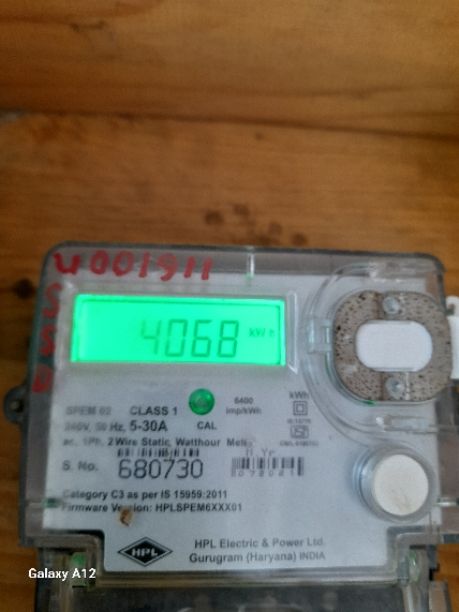 4068 kWh
SPEM 02 CLASS 1
CAL
6400
imp/kWh
kWh
240V, 50 Hz, 5-30A
ac, 1Ph, 2 Wire Static, Watthour
S. No. 680730
Category C3 as per IS 15959:2011
Firmware Version: HPLSPEM6XXX01
HPL
HPL Electric & Power Ltd.
Gurugram (Haryana) INDIA
Galaxy A12